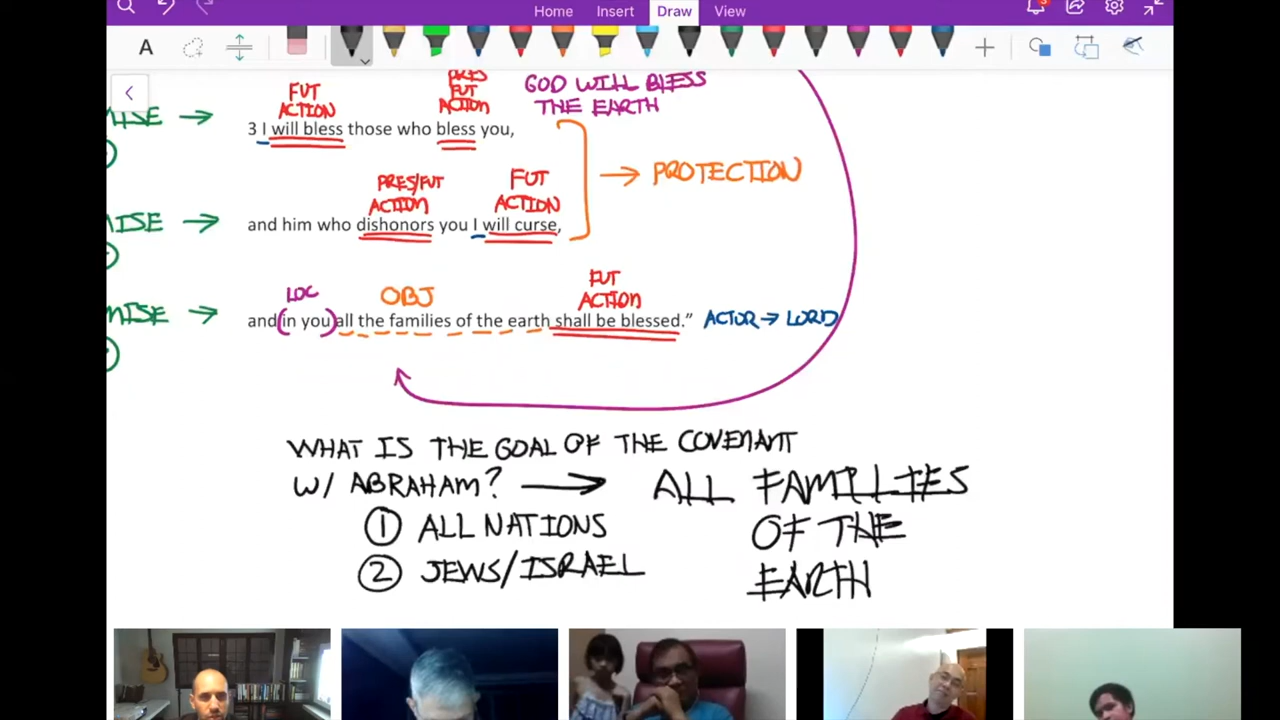 Home Insert Draw View
A
GOD WILL BLESS
THE EARTH
FUT
ACTION
PRES
FUT
ACTION
MISE →
3 I will bless those who bless you,
PROTECTION
PRES/FUT
ACTION
FUT
ACTION
MISE →
and him who dishonors you I will curse,
LOC
OBJ
FUT
ACTION
MISE →
and (in you) all the families of the earth shall be blessed.” ACTOR → LORD
WHAT IS THE GOAL OF THE COVENANT
W/ ABRAHAM? → ALL FAMILIES
OF THE
EARTH
① ALL NATIONS
② JEWS/ISRAEL